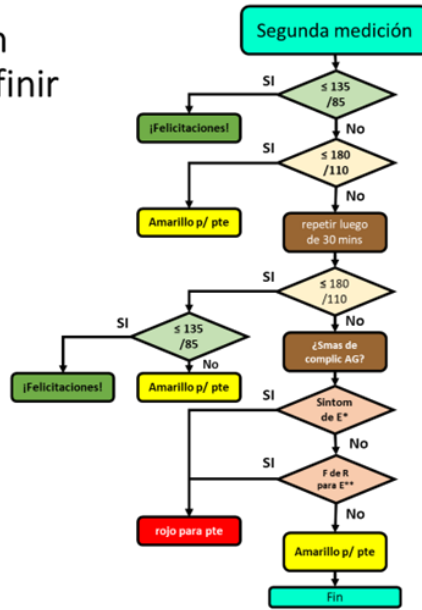 n
finir
Segunda medición
SI
≤ 135
/85
No
¡Felicitaciones!
SI
≤ 180
/110
No
Amarillo p/ pte
repetir luego
de 30 mins
SI
≤ 180
/110
No
SI
≤ 135
/85
No
¿Smas de
complic AG?
¡Felicitaciones!
Amarillo p/ pte
SI
Sintom
de E*
No
SI
F de R
para E**
No
rojo para pte
Amarillo p/ pte
Fin